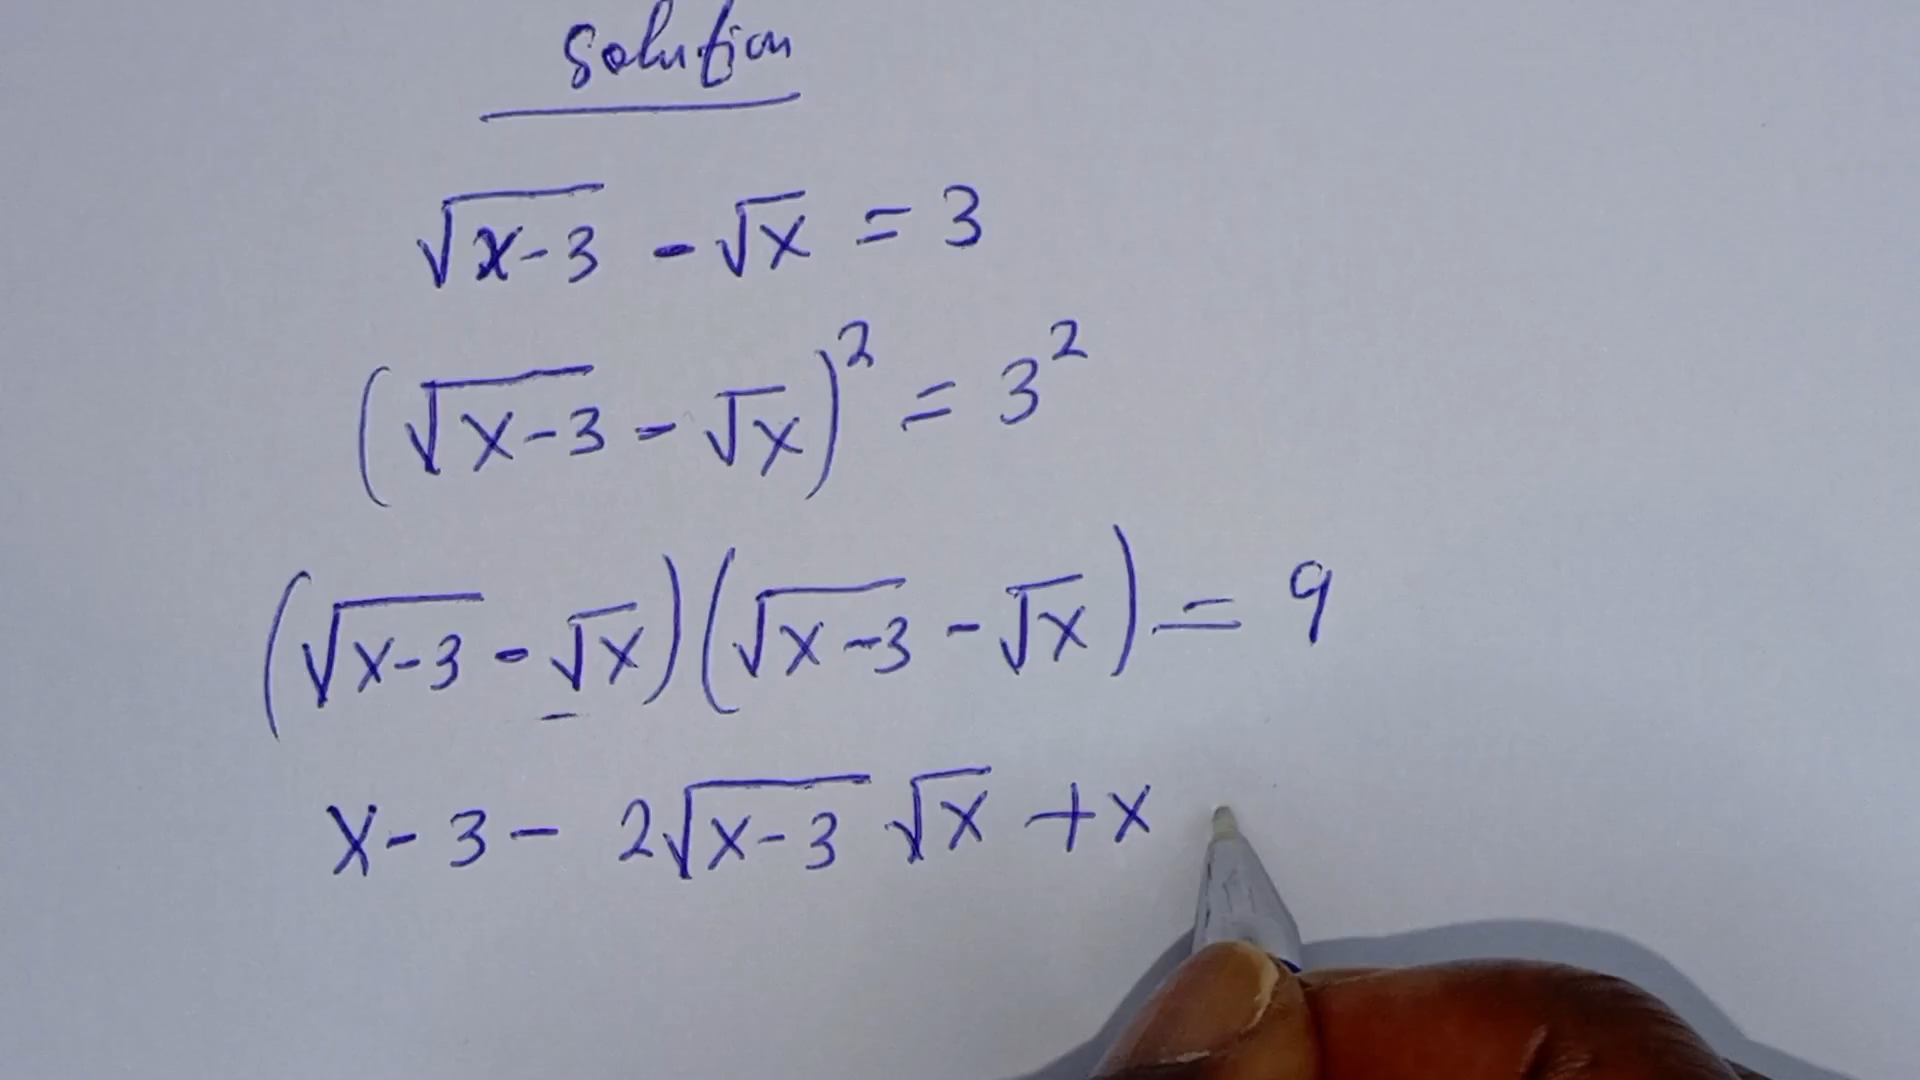 Solution
√x-3 - √x = 3
(√x-3 - √x)² = 3²
(√x-3 - √x)(√x-3 - √x) = 9
x - 3 - 2√x-3 √x + x